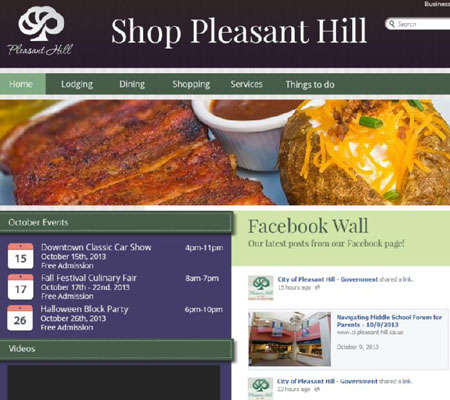 Business
Pleasant Hill
Shop Pleasant Hill
Search
Home
Lodging
Dining
Shopping
Services
Things to do
October Events
15
Downtown Classic Car Show
4pm-11pm
October 15th, 2013
Free Admission
17
Fall Festival Culinary Fair
8am-7pm
October 17th - 22nd, 2013
Free Admission
26
Halloween Block Party
6pm-10pm
October 26th, 2013
Free Admission
Videos
Facebook Wall
Our latest posts from our Facebook page!
Pleasant Hill
City of Pleasant Hill - Government shared a link.
13 hours ago
Navigating Middle School Forum for
Parents - 10/9/2013
www.ci.pleasant-hill.ca.us
October 9, 2013
City of Pleasant Hill - Government shared a link.
22 hours ago